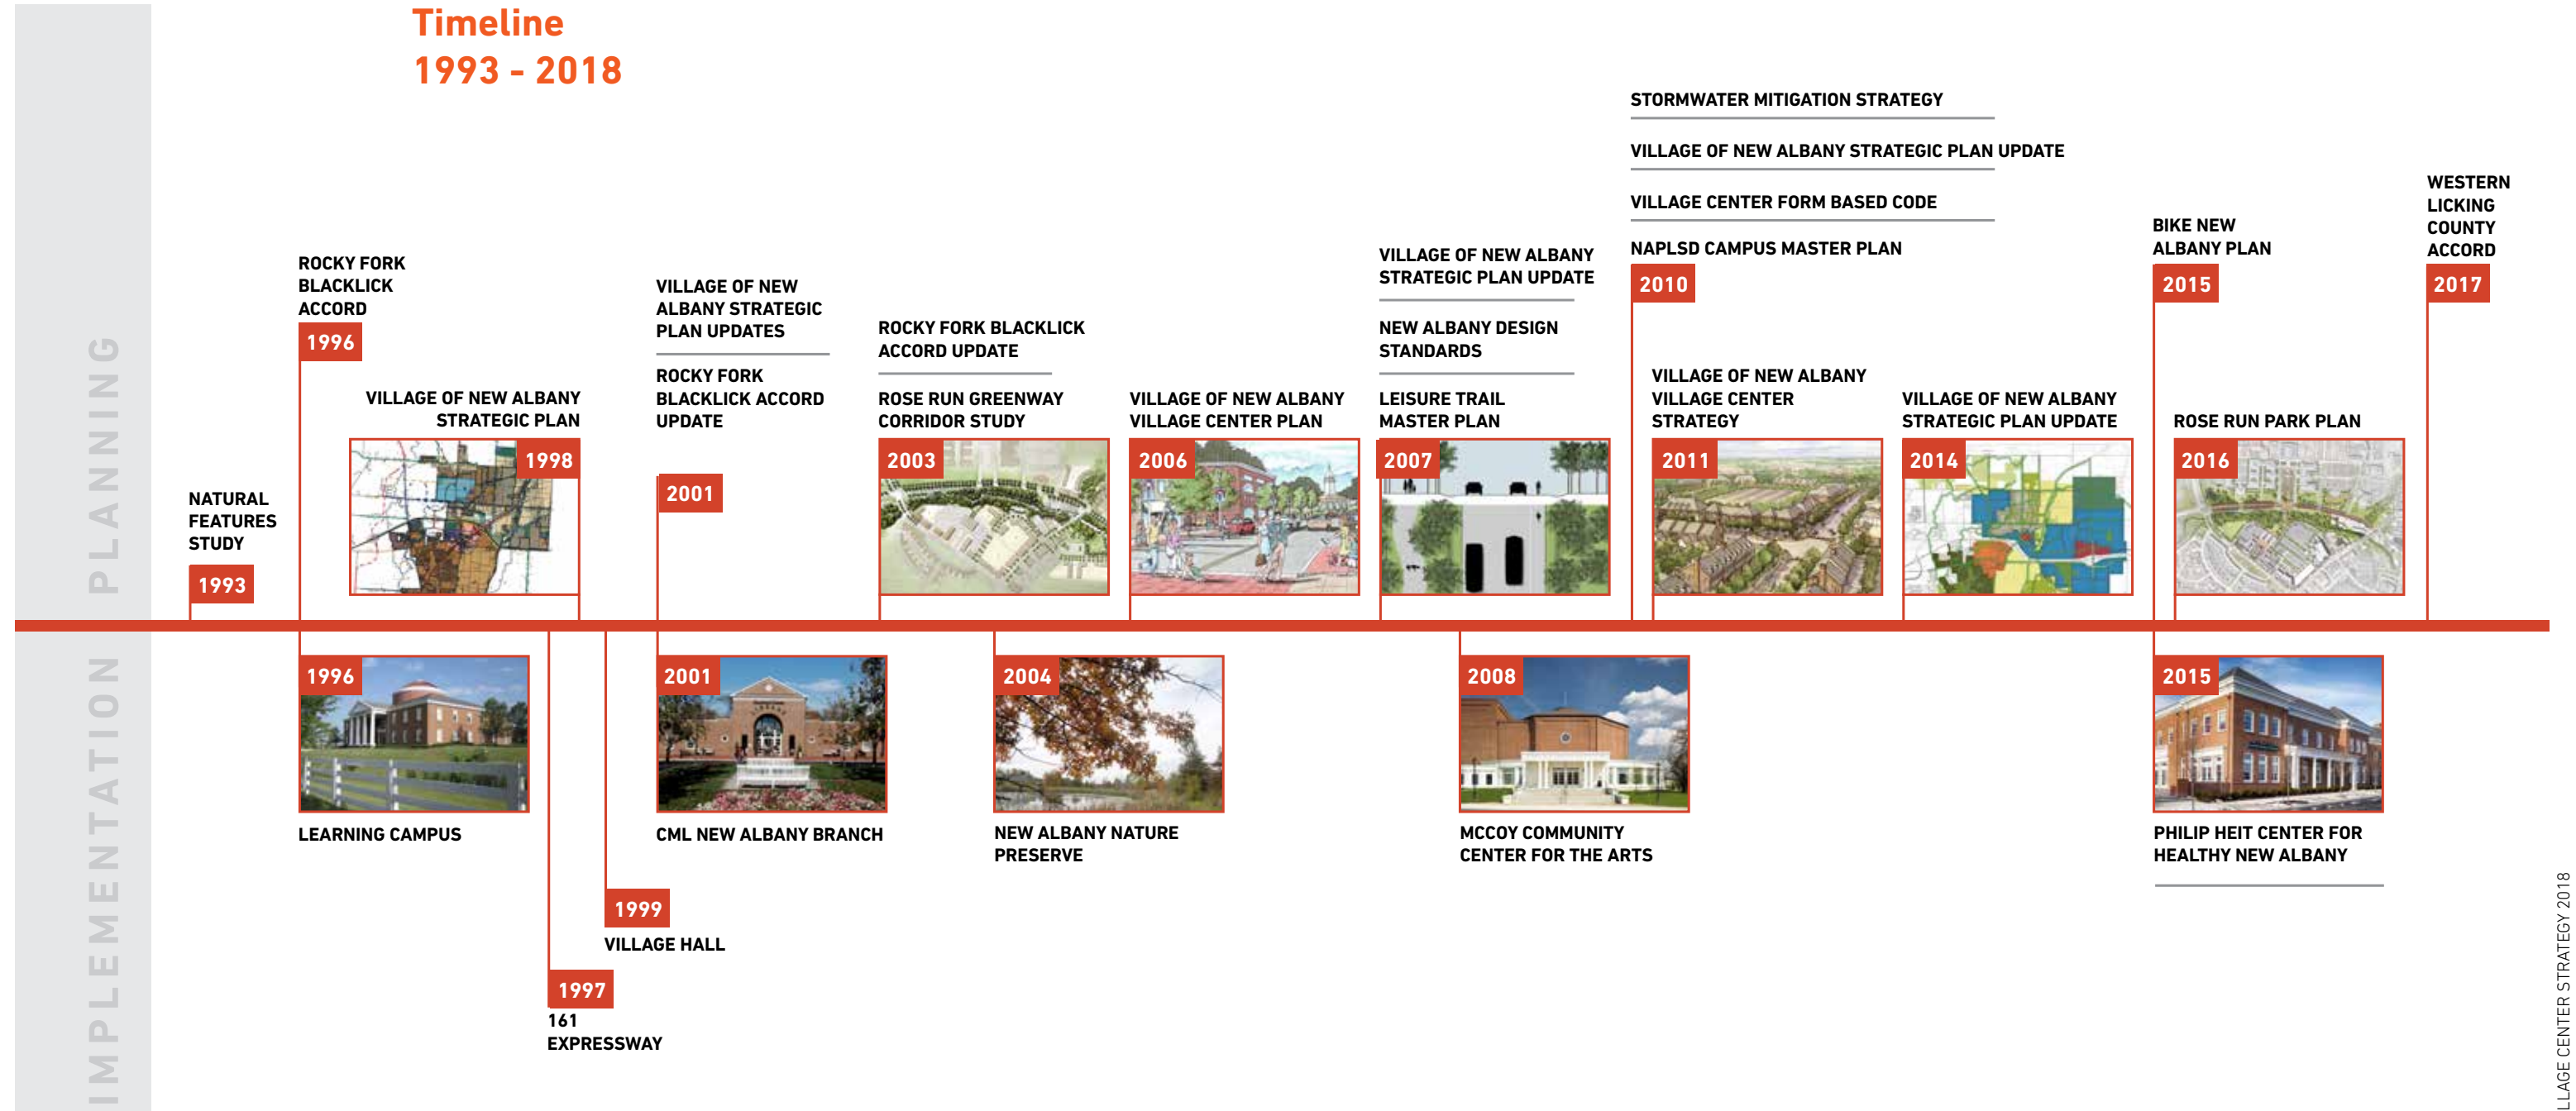 Timeline
1993 - 2018
PLANNING
NATURAL
FEATURES
STUDY
1993
ROCKY FORK
BLACKLICK
ACCORD
1996
VILLAGE OF NEW ALBANY
STRATEGIC PLAN
1998
VILLAGE OF NEW
ALBANY STRATEGIC
PLAN UPDATES
ROCKY FORK
BLACKLICK ACCORD
UPDATE
2001
ROCKY FORK BLACKLICK
ACCORD UPDATE
ROSE RUN GREENWAY
CORRIDOR STUDY
2003
VILLAGE OF NEW ALBANY
VILLAGE CENTER PLAN
2006
VILLAGE OF NEW ALBANY
STRATEGIC PLAN UPDATE
NEW ALBANY DESIGN
STANDARDS
LEISURE TRAIL
MASTER PLAN
2007
STORMWATER MITIGATION STRATEGY
VILLAGE OF NEW ALBANY STRATEGIC PLAN UPDATE
VILLAGE CENTER FORM BASED CODE
NAPLSD CAMPUS MASTER PLAN
2010
VILLAGE OF NEW ALBANY
VILLAGE CENTER
STRATEGY
2011
VILLAGE OF NEW ALBANY
STRATEGIC PLAN UPDATE
2014
BIKE NEW
ALBANY PLAN
2015
ROSE RUN PARK PLAN
2016
WESTERN
LICKING
COUNTY
ACCORD
2017
IMPLEMENTATION
1996
LEARNING CAMPUS
1997
161
EXPRESSWAY
1999
VILLAGE HALL
2001
CML NEW ALBANY BRANCH
2004
NEW ALBANY NATURE
PRESERVE
2008
MCCOY COMMUNITY
CENTER FOR THE ARTS
2015
PHILIP HEIT CENTER FOR
HEALTHY NEW ALBANY
LLAGE CENTER STRATEGY 2018